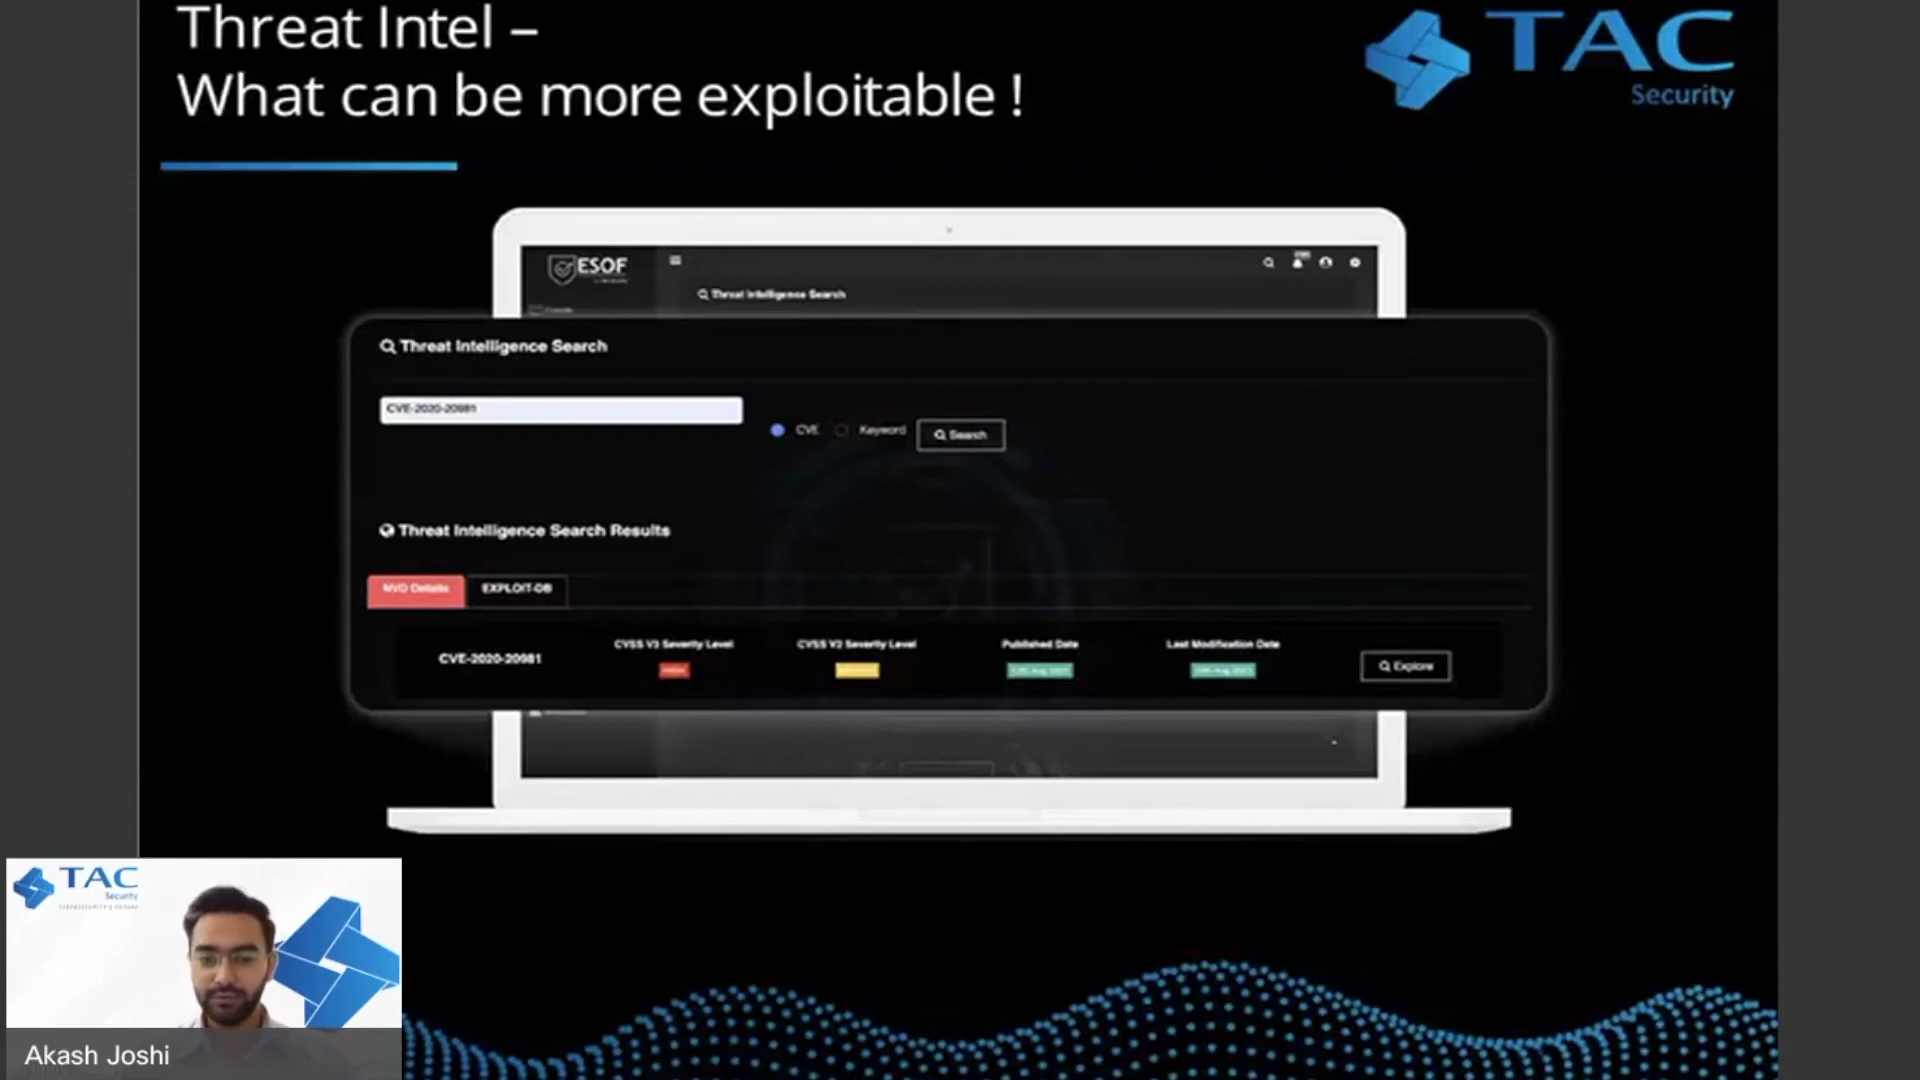 Threat Intel –
What can be more exploitable !
TAC
Security
ESOF
Threat Intelligence Search
Threat Intelligence Search
CVE-2020-20981
CVE Keyword Search
Threat Intelligence Search Results
NVD Details EXPLOIT-DB
CVE-2020-20981
CVSS V3 Severity Level
CVSS V2 Severity Level
Published Date
Last Modification Date
Explore
TAC
Security
Akash Joshi